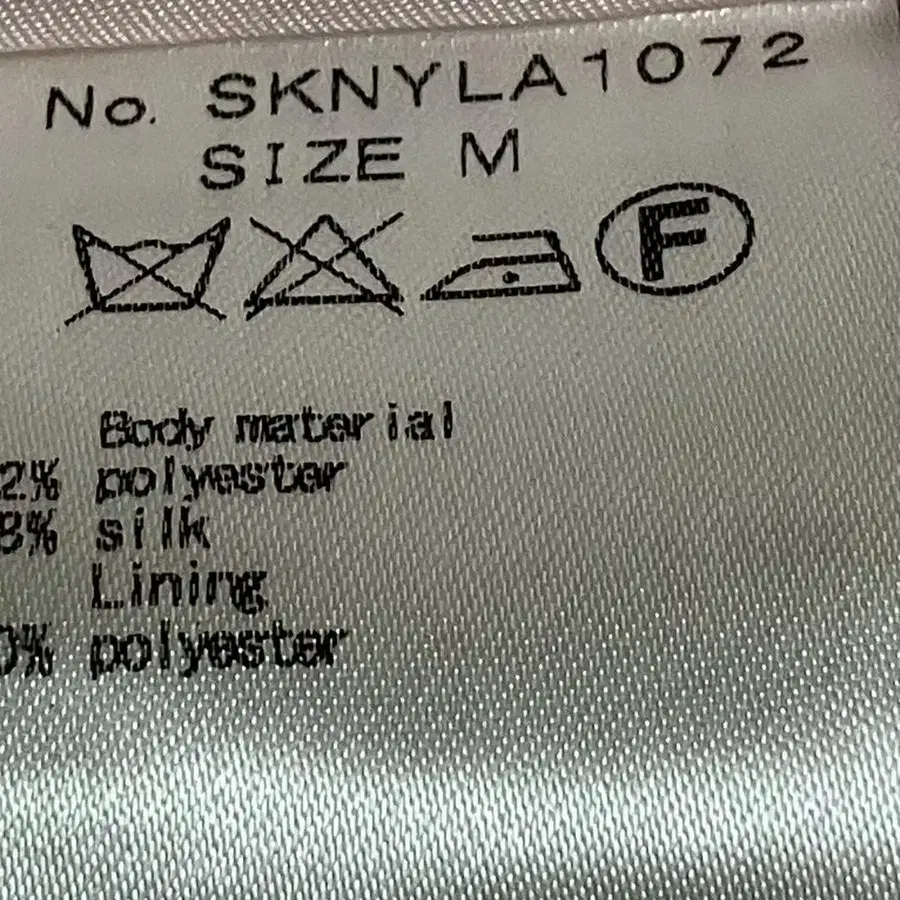 No. SKNYLA1072
SIZE M
F
Body material
2% polyester
8% silk
Lining
0% polyester